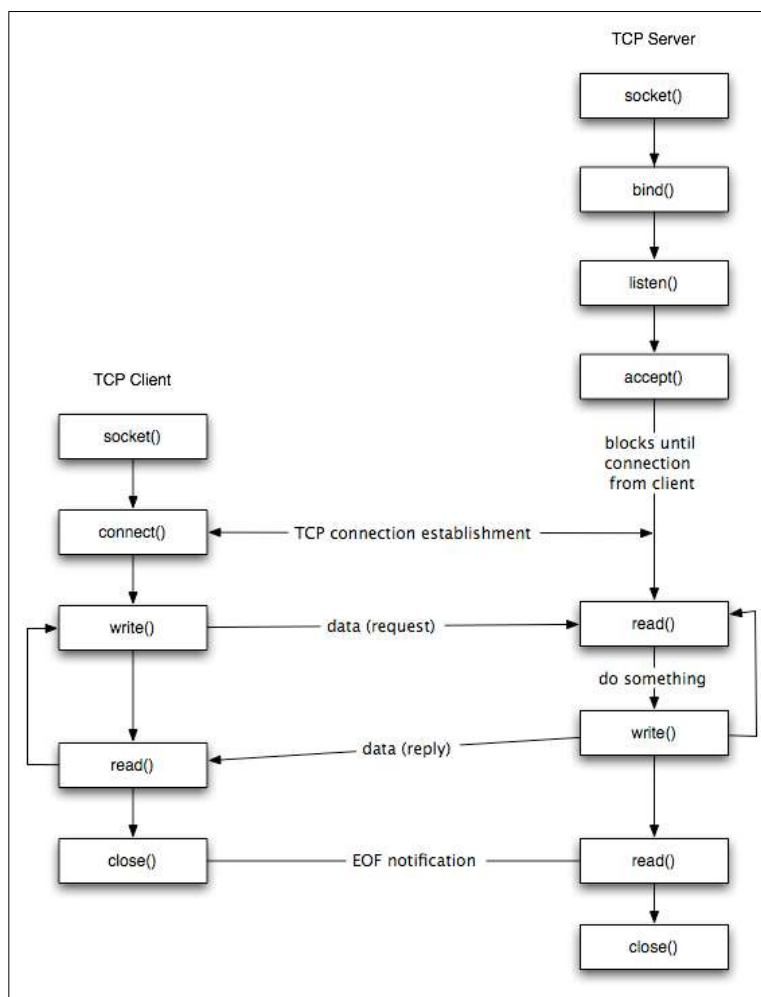 TCP Server
socket()
bind()
listen()
accept()
TCP Client
blocks until
connection
from client
socket()
connect()
TCP connection establishment
write()
data (request)
read()
do something
write()
data (reply)
read()
close()
EOF notification
read()
close()